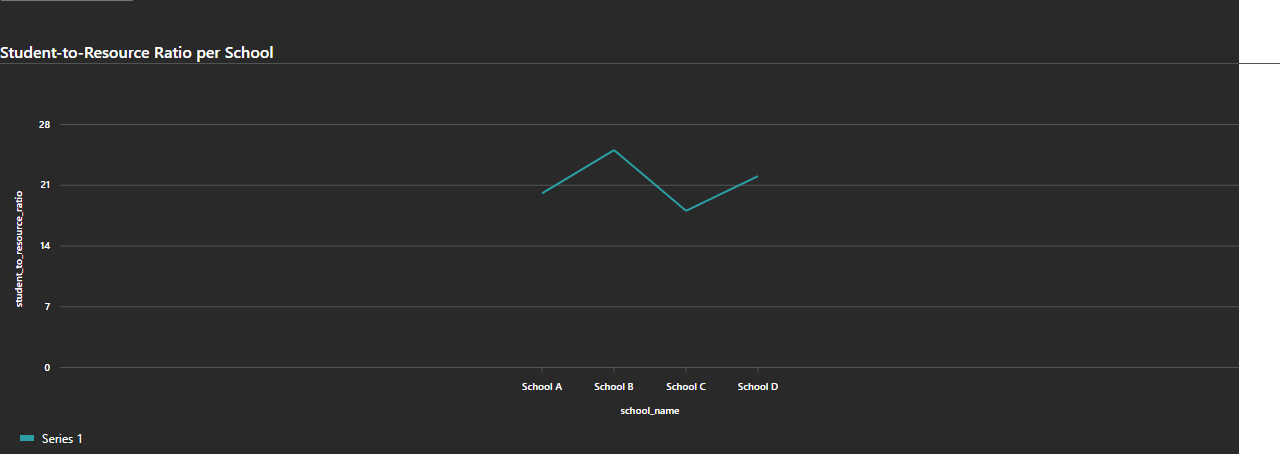 Student-to-Resource Ratio per School
28
21
14
7
0
student_to_resource_ratio
School A School B School C School D
school_name
Series 1